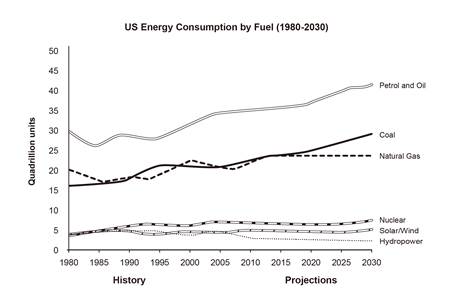 US Energy Consumption by Fuel (1980-2030)
Quadrillion units
50
45
40
35
30
25
20
15
10
5
0
Petrol and Oil
Coal
Natural Gas
Nuclear
Solar/Wind
Hydropower
1980 1985 1990 1995 2000 2005 2010 2015 2020 2025 2030
History Projections